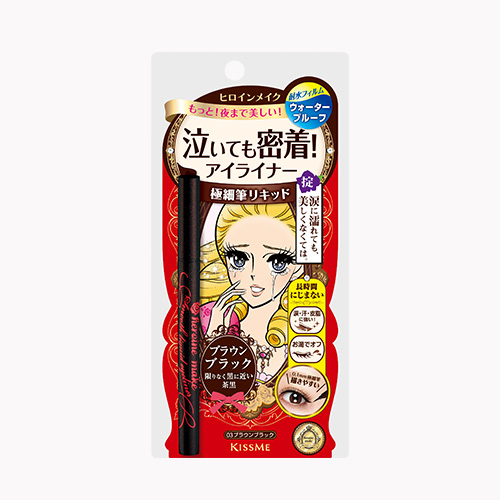 ヒロインメイク
もっと！夜まで美しい！
耐水フィルム
ウォーター
プルーフ
泣いても密着！
アイライナー
極細筆リキッド
掟
涙に濡れても、
美しくなくては。
長時間
にじまない
涙・汗・皮脂
に強い！
お湯でオフ
0.1mm極細筆
描きやすい
ブラウン
ブラック
限りなく黒に近い
茶黒
heroine make
03ブラウンブラック
KISSME